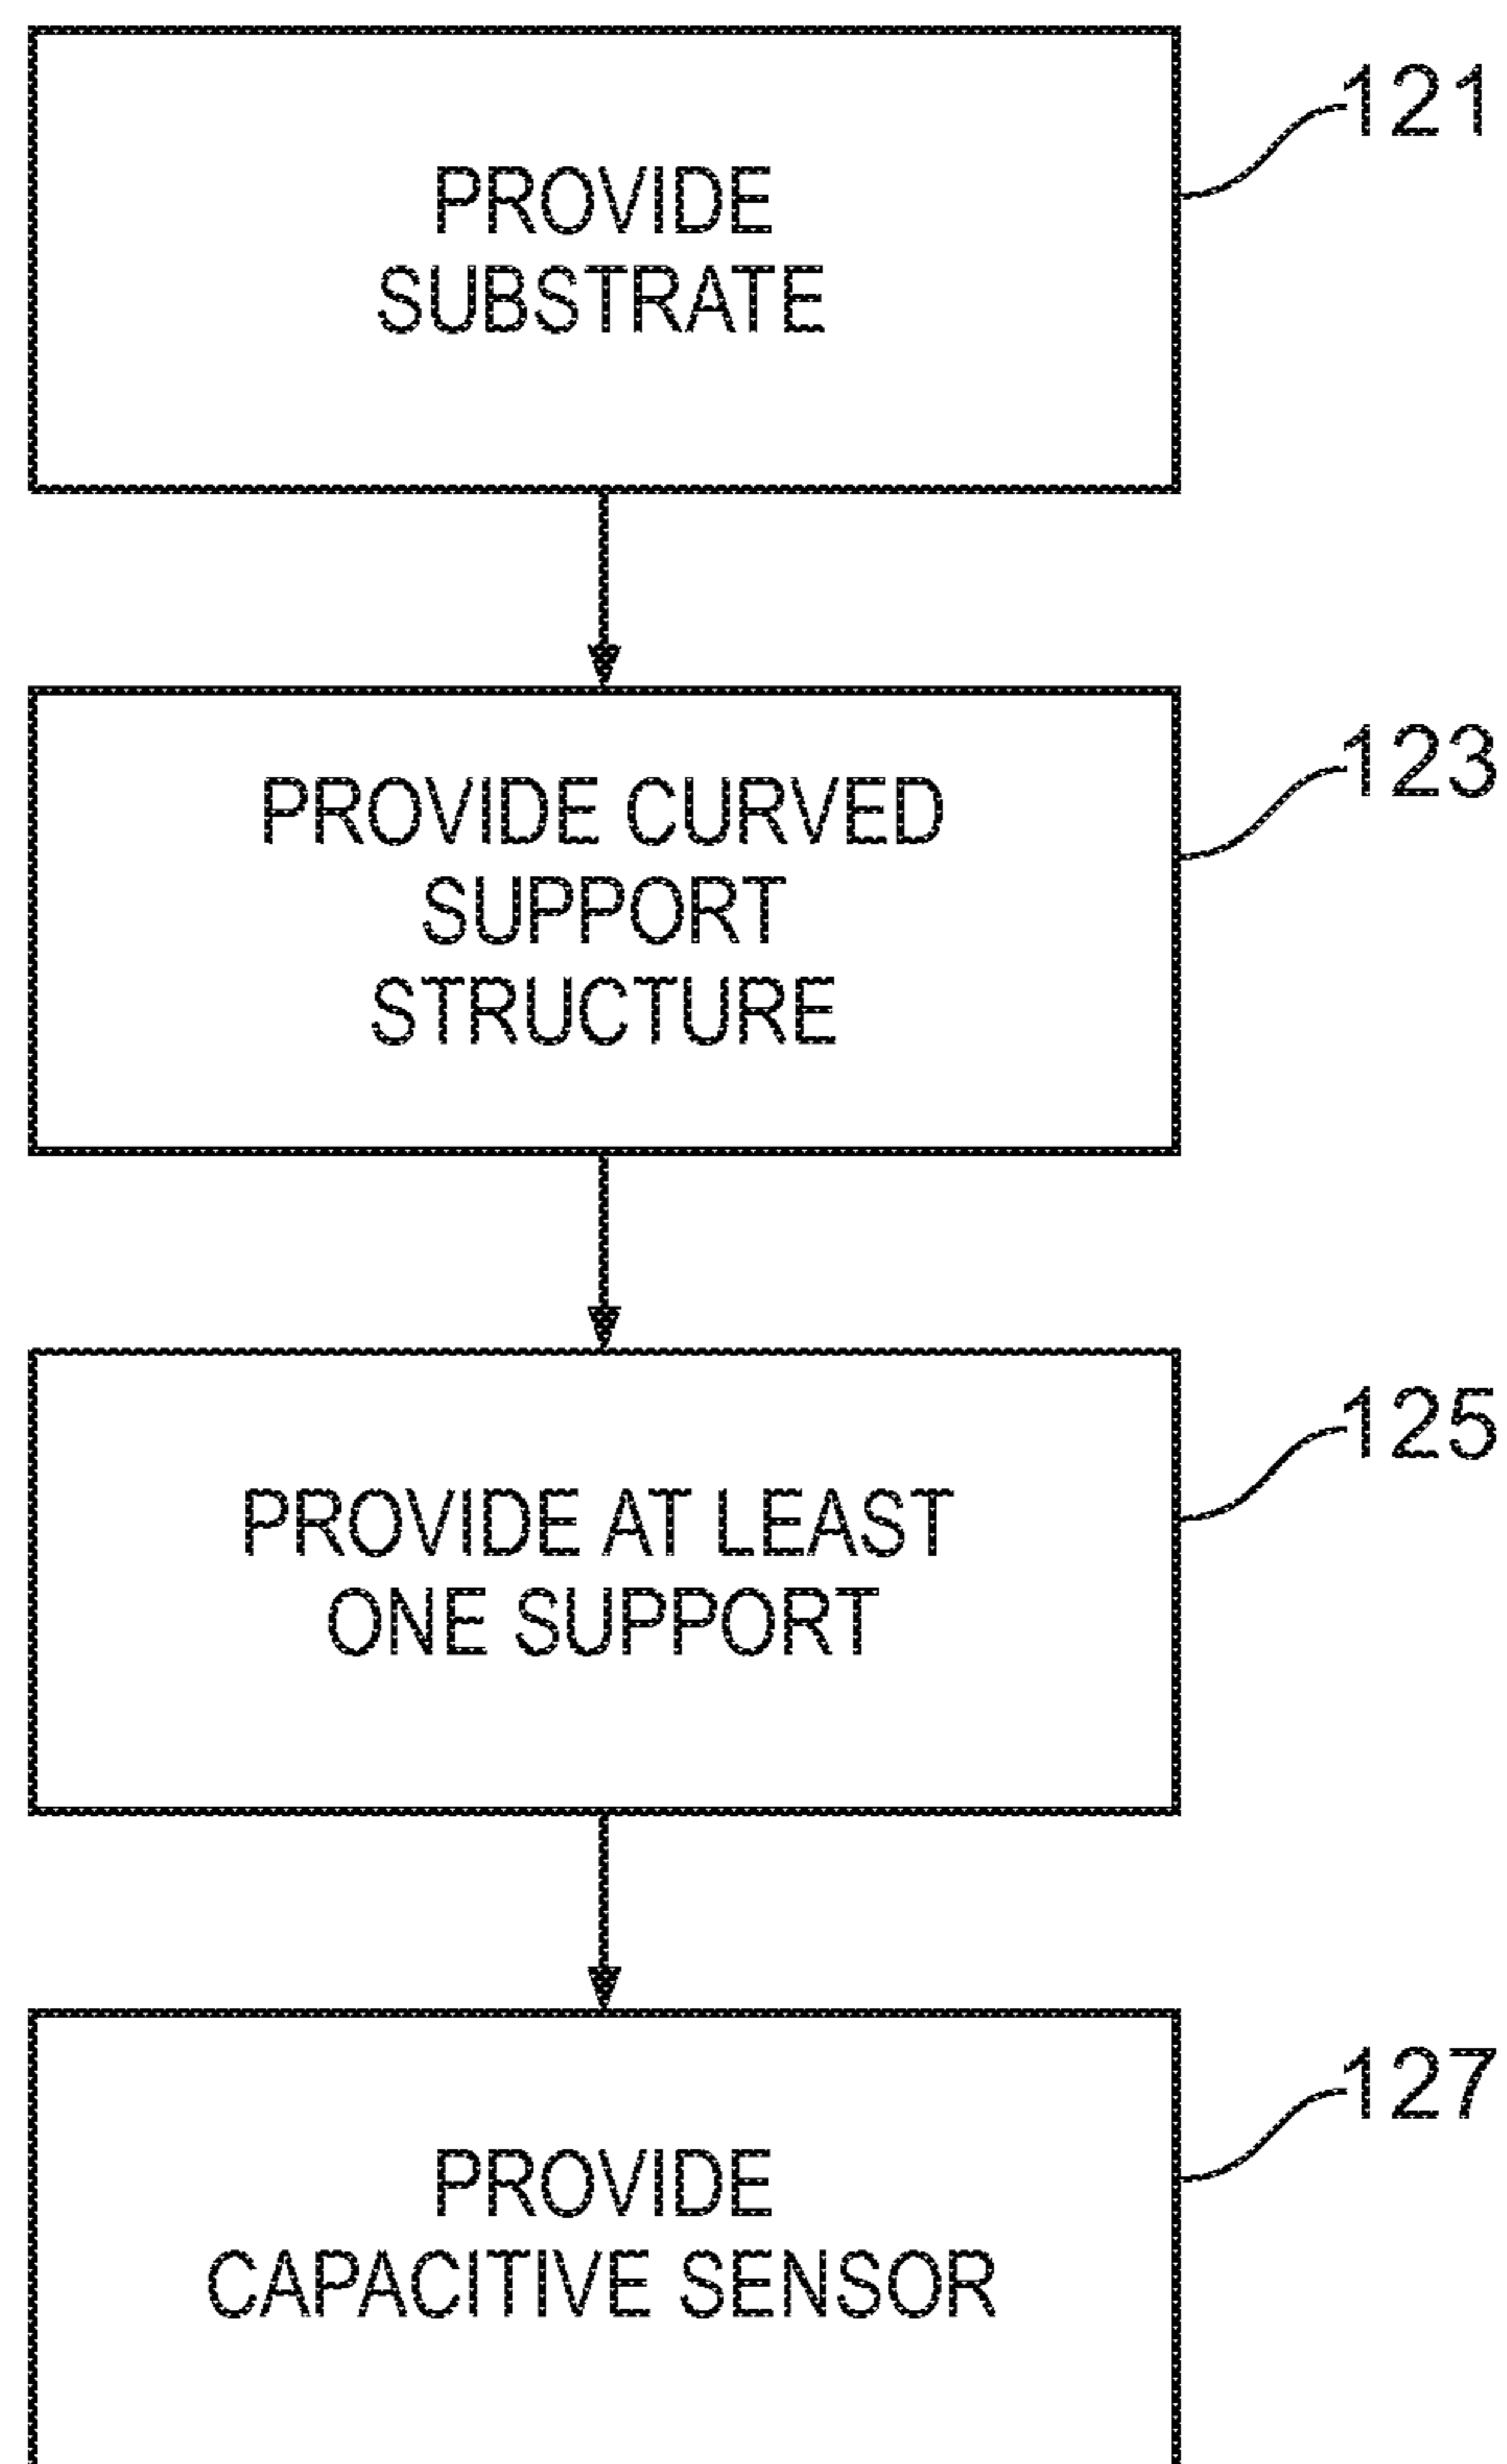 121
PROVIDE
SUBSTRATE
123
PROVIDE CURVED
SUPPORT
STRUCTURE
125
PROVIDE AT LEAST
ONE SUPPORT
127
PROVIDE
CAPACITIVE SENSOR